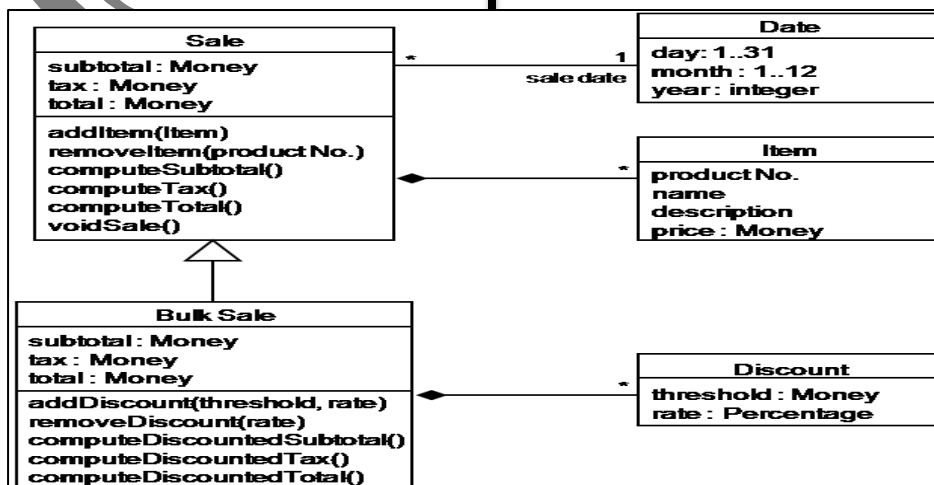 Sale
subtotal : Money
tax : Money
total : Money
addItem(Item)
removeItem(product No.)
computeSubtotal()
computeTax()
computeTotal()
voidSale()
*
1
sale date
Date
day: 1..31
month : 1..12
year : integer
*
Item
product No.
name
description
price : Money
Bulk Sale
subtotal : Money
tax : Money
total : Money
addDiscount(threshold, rate)
removeDiscount(rate)
computeDiscountedSubtotal()
computeDiscountedTax()
computeDiscountedTotal()
*
Discount
threshold : Money
rate : Percentage